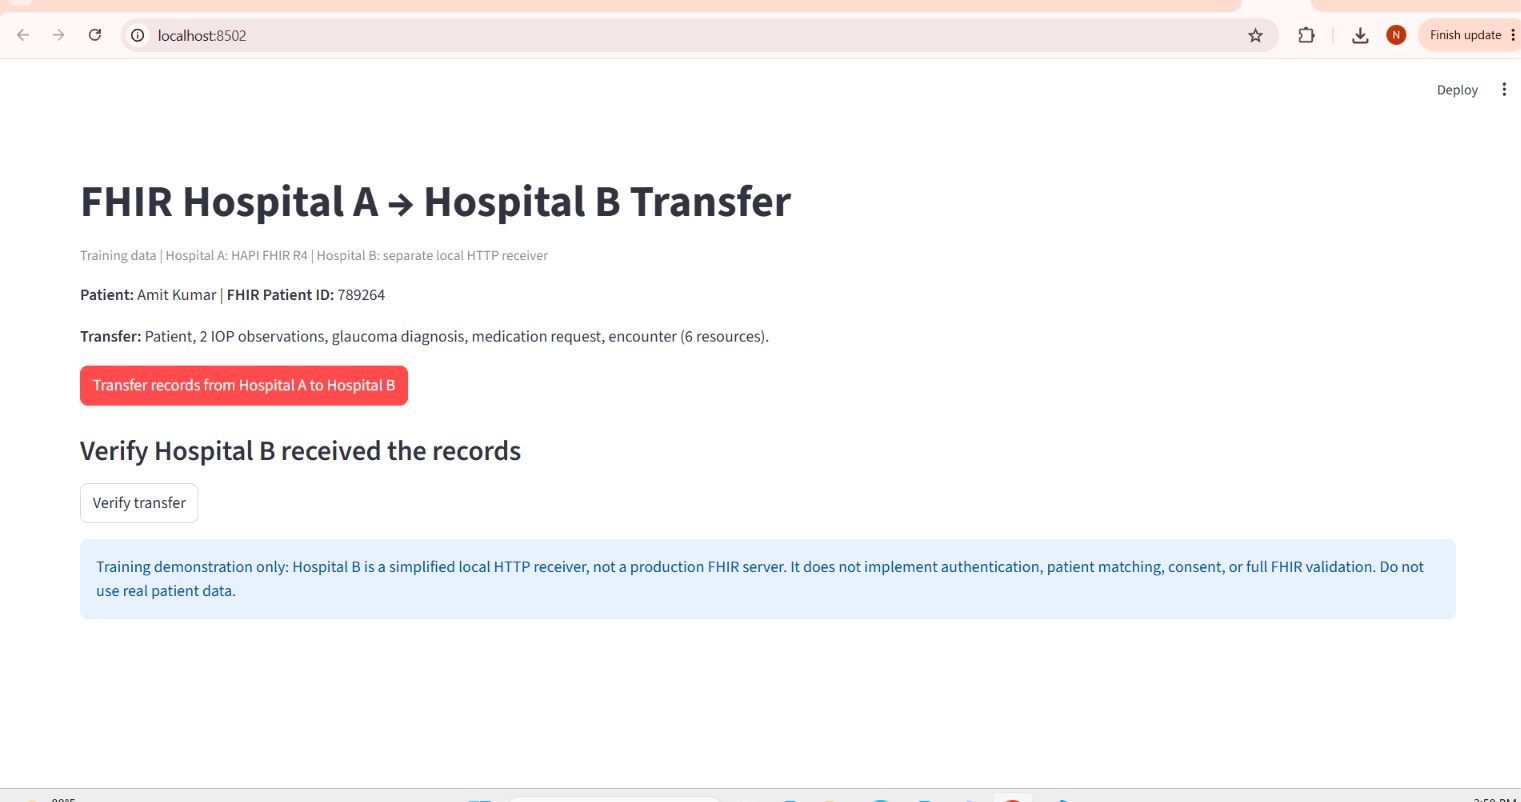 localhost:8502
N
Finish update
Deploy
FHIR Hospital A → Hospital B Transfer
Training data | Hospital A: HAPI FHIR R4 | Hospital B: separate local HTTP receiver
Patient: Amit Kumar | FHIR Patient ID: 789264
Transfer: Patient, 2 IOP observations, glaucoma diagnosis, medication request, encounter (6 resources).
Transfer records from Hospital A to Hospital B
Verify Hospital B received the records
Verify transfer
Training demonstration only: Hospital B is a simplified local HTTP receiver, not a production FHIR server. It does not implement authentication, patient matching, consent, or full FHIR validation. Do not
use real patient data.